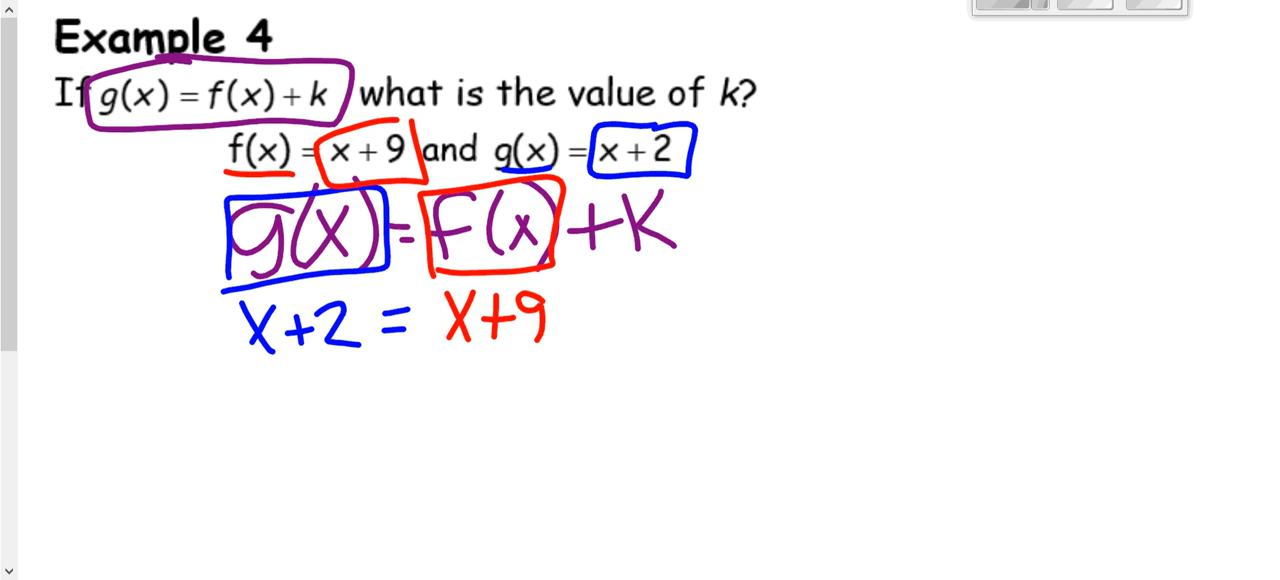 Example 4
If g(x) = f(x) + k what is the value of k?
f(x) = x + 9 and g(x) = x + 2
g(x) = f(x) + K
x+2 = x+9